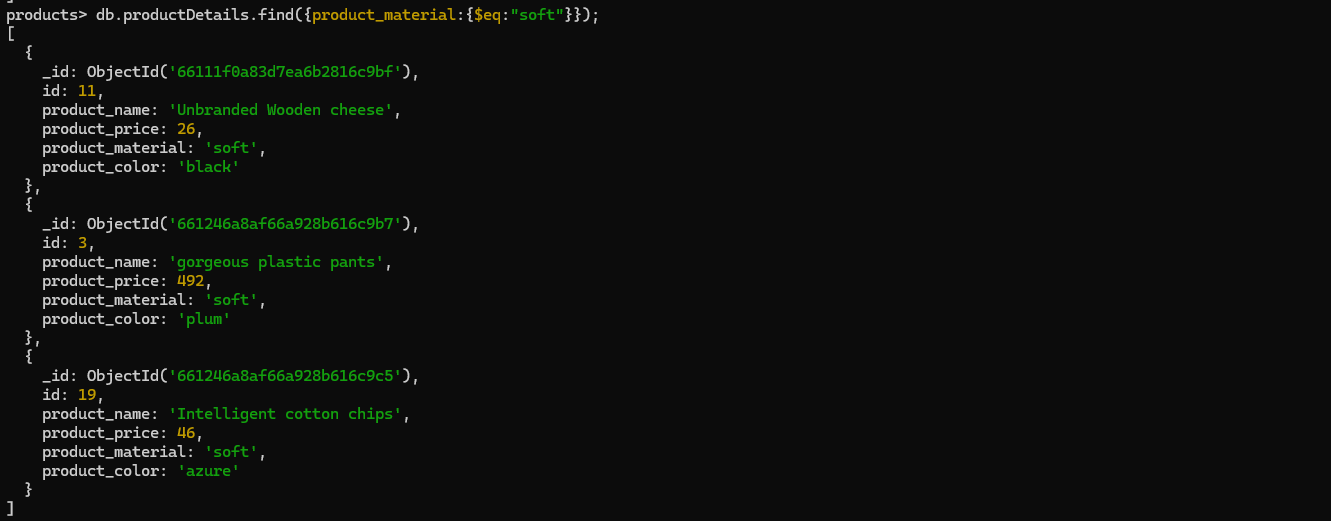 products> db.productDetails.find({product_material:{$eq:"soft"}});
[
  {
    _id: ObjectId('66111f0a83d7ea6b2816c9bf'),
    id: 11,
    product_name: 'Unbranded Wooden cheese',
    product_price: 26,
    product_material: 'soft',
    product_color: 'black'
  },
  {
    _id: ObjectId('661246a8af66a928b616c9b7'),
    id: 3,
    product_name: 'gorgeous plastic pants',
    product_price: 492,
    product_material: 'soft',
    product_color: 'plum'
  },
  {
    _id: ObjectId('661246a8af66a928b616c9c5'),
    id: 19,
    product_name: 'Intelligent cotton chips',
    product_price: 46,
    product_material: 'soft',
    product_color: 'azure'
  }
]